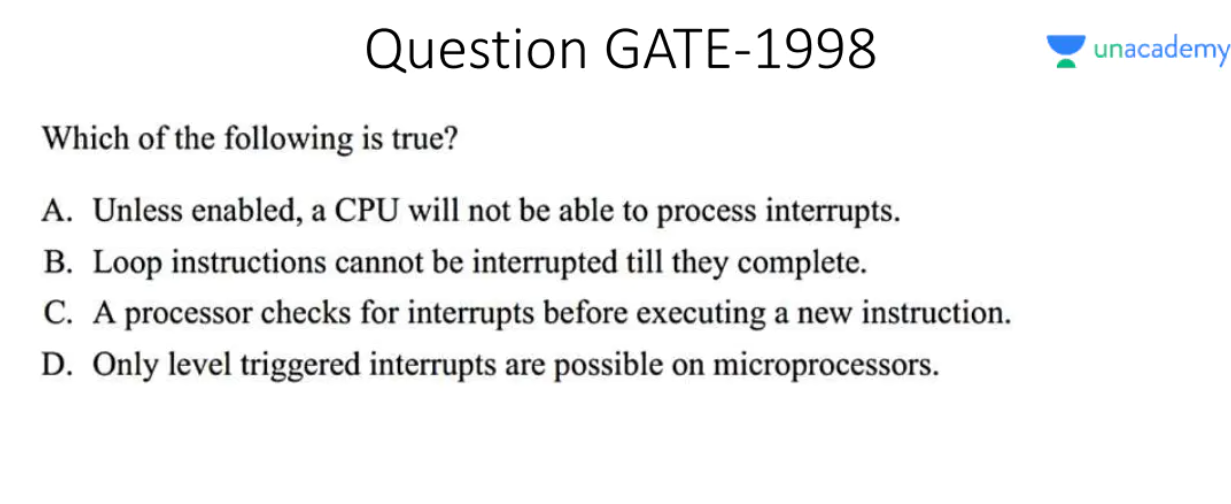 Question GATE-1998
unacademy
Which of the following is true?
A. Unless enabled, a CPU will not be able to process interrupts.
B. Loop instructions cannot be interrupted till they complete.
C. A processor checks for interrupts before executing a new instruction.
D. Only level triggered interrupts are possible on microprocessors.